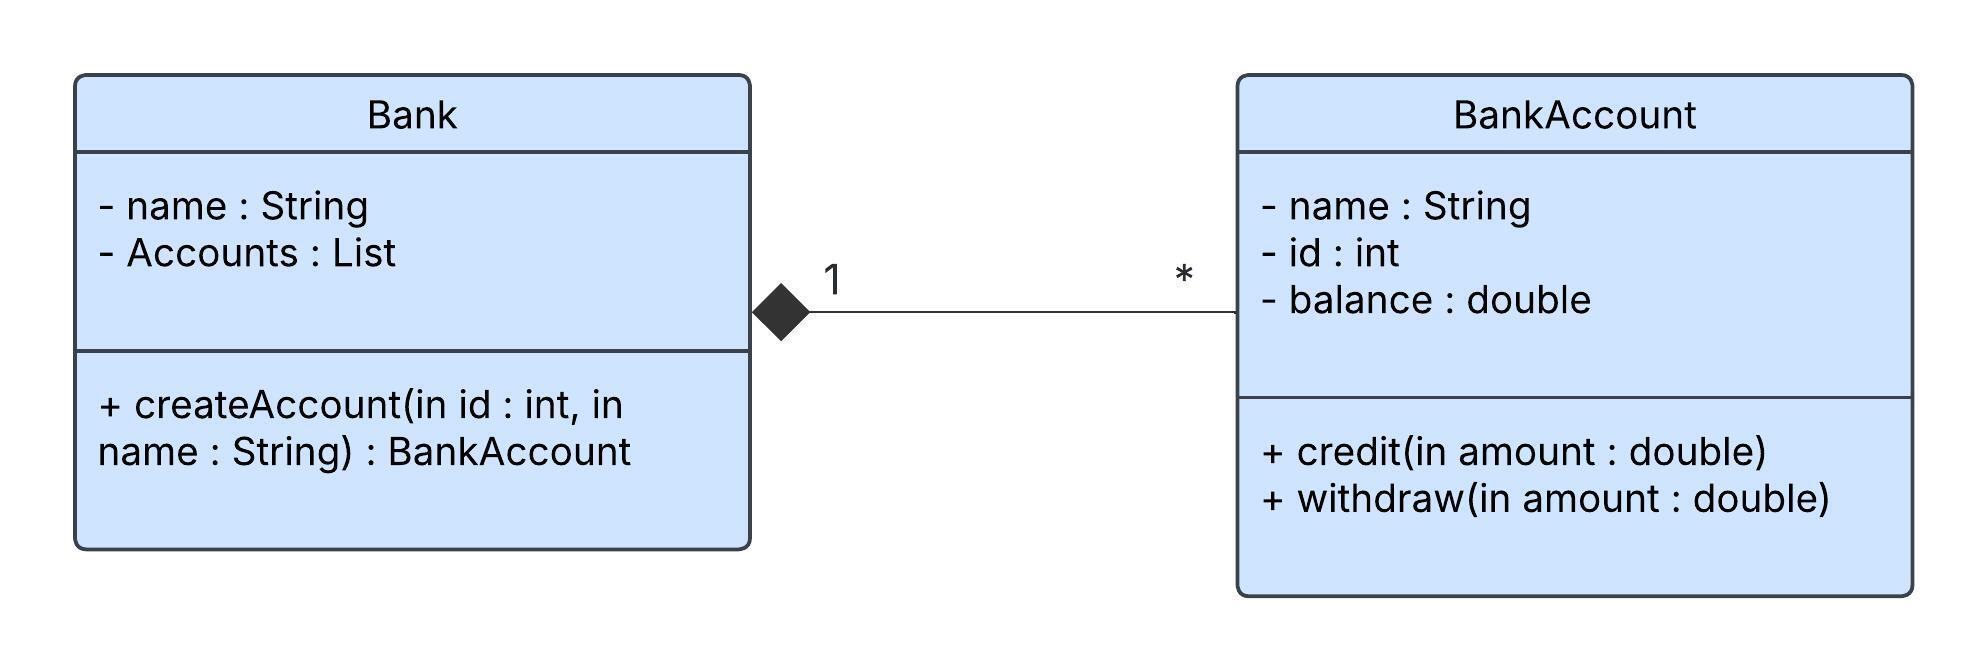 Bank
- name : String
- Accounts : List
+ createAccount(in id : int, in
name : String) : BankAccount
1
*
BankAccount
- name : String
- id : int
- balance : double
+ credit(in amount : double)
+ withdraw(in amount : double)